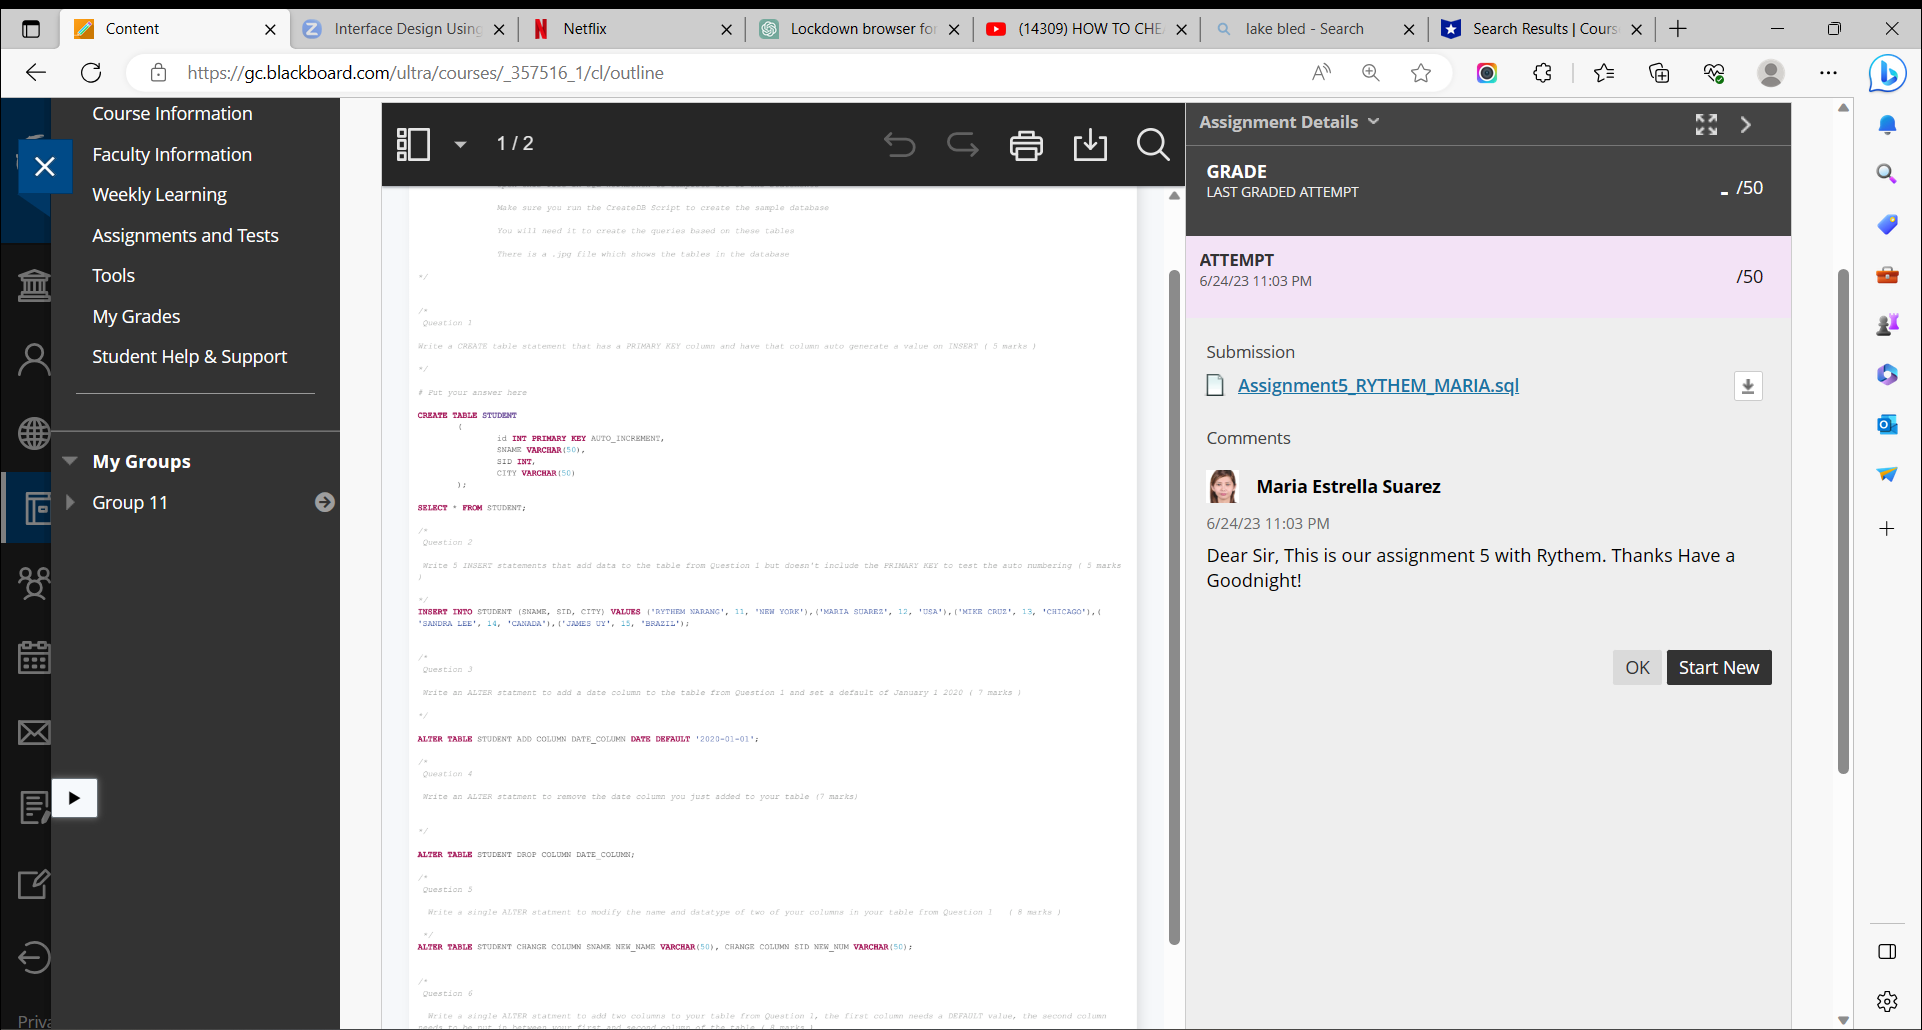 Content
Interface Design Using
Netflix
Lockdown browser for
(14309) HOW TO CHEA
lake bled - Search
Search Results | Cours
https://gc.blackboard.com/ultra/courses/_357516_1/cl/outline
Course Information
Faculty Information
Weekly Learning
Assignments and Tests
Tools
My Grades
Student Help & Support
My Groups
Group 11
Priva
1 / 2
Make sure you run the CreateDB Script to create the sample database
You will need it to create the queries based on these tables
There is a .jpg file which shows the tables in the database
*/
/*
Question 1
Write a CREATE table statement that has a PRIMARY KEY column and have that column auto generate a value on INSERT ( 5 marks )
*/
# Put your answer here
CREATE TABLE STUDENT
(
id INT PRIMARY KEY AUTO_INCREMENT,
SNAME VARCHAR(50),
SID INT,
CITY VARCHAR(50)
);
SELECT * FROM STUDENT;
/*
Question 2
Write 5 INSERT statements that add data to the table from Question 1 but doesn't include the PRIMARY KEY to test the auto numbering ( 5 marks
)
*/
INSERT INTO STUDENT (SNAME, SID, CITY) VALUES ('RYTHEM NARANG', 11, 'NEW YORK'),('MARIA SUAREZ', 12, 'USA'),('MIKE CRUZ', 13, 'CHICAGO'),(
'SANDRA LEE', 14, 'CANADA'),('JAMES UY', 15, 'BRAZIL');
/*
Question 3
Write an ALTER statment to add a date column to the table from Question 1 and set a default of January 1 2020 ( 7 marks )
*/
ALTER TABLE STUDENT ADD COLUMN DATE_COLUMN DATE DEFAULT '2020-01-01';
/*
Question 4
Write an ALTER statment to remove the date column you just added to your table (7 marks)
*/
ALTER TABLE STUDENT DROP COLUMN DATE_COLUMN;
/*
Question 5
Write a single ALTER statment to modify the name and datatype of two of your columns in your table from Question 1 ( 8 marks )
*/
ALTER TABLE STUDENT CHANGE COLUMN SNAME NEW_NAME VARCHAR(50), CHANGE COLUMN SID NEW_NUM VARCHAR(50);
/*
Question 6
Write a single ALTER statment to add two columns to your table from Question 1, the first column needs a DEFAULT value, the second column
needs to be put in between your first and second column of the table ( 8 marks )
Assignment Details
GRADE
LAST GRADED ATTEMPT
- /50
ATTEMPT
6/24/23 11:03 PM
/50
Submission
Assignment5_RYTHEM_MARIA.sql
Comments
Maria Estrella Suarez
6/24/23 11:03 PM
Dear Sir, This is our assignment 5 with Rythem. Thanks Have a
Goodnight!
OK
Start New